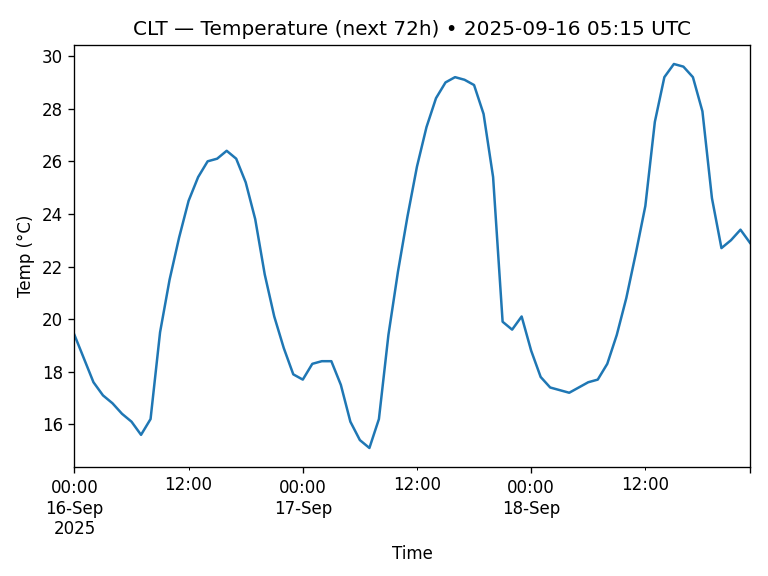 CLT — Temperature (next 72h) • 2025-09-16 05:15 UTC
30
28
26
24
22
20
18
16
Temp (°C)
00:00 12:00 00:00 12:00 00:00 12:00
16-Sep 17-Sep 18-Sep
2025
Time